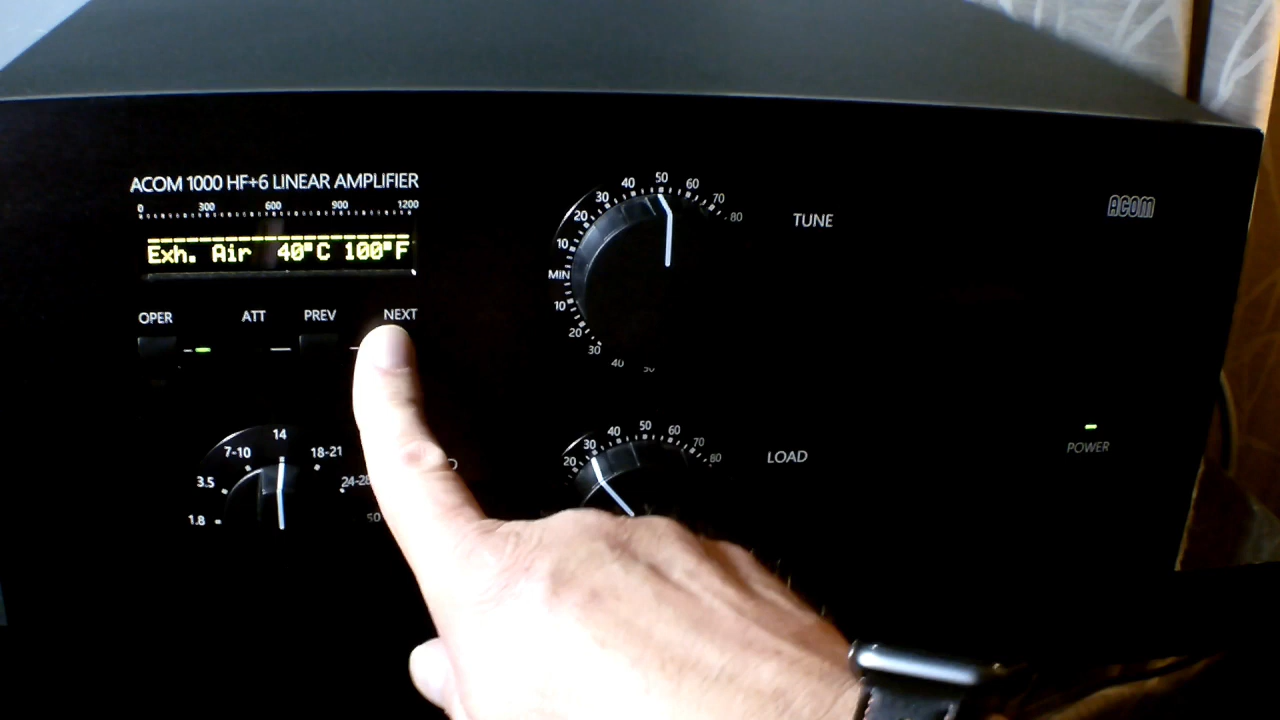 ACOM 1000 HF+6 LINEAR AMPLIFIER
0 300 600 900 1200
Exh. Air 40°C 100°F
OPER ATT PREV NEXT
MIN 10 20 30 40 50 60 70 80
10 20 30 40
TUNE
ACOM
1.8 3.5 7-10 14 18-21 24-28 50
20 30 40 50 60 70 80
LOAD
POWER